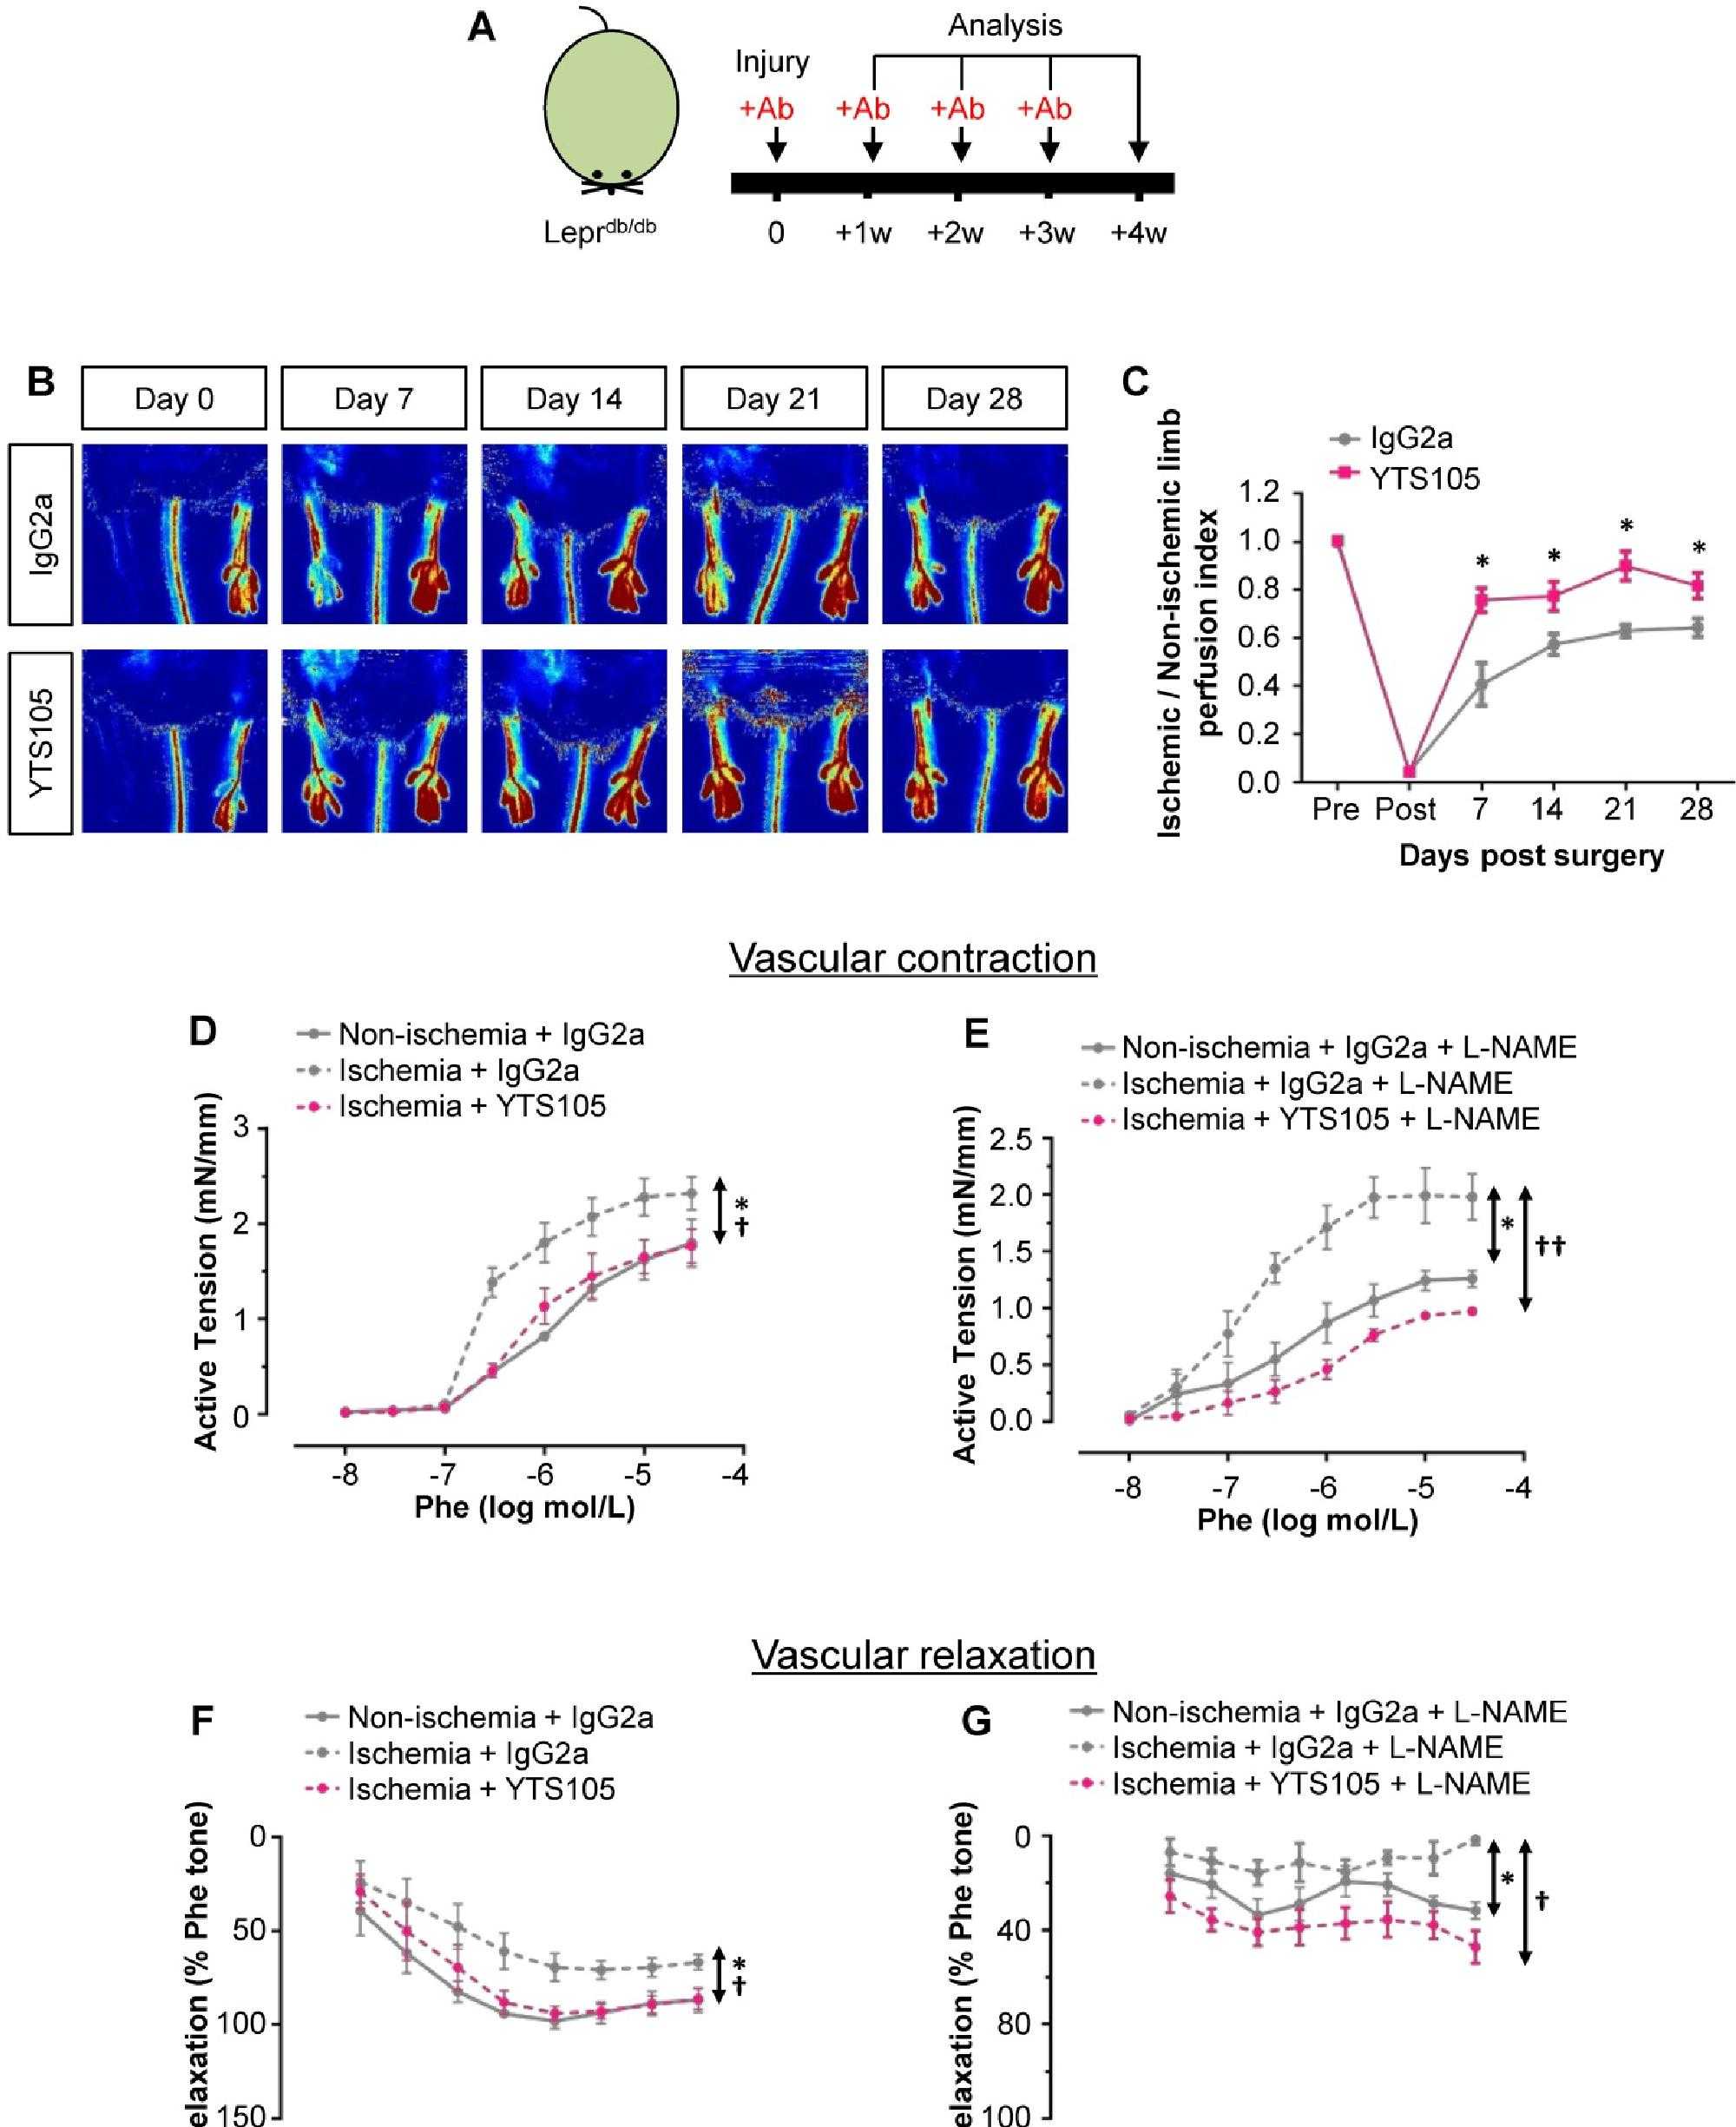 A
Analysis
Injury
+Ab +Ab +Ab +Ab
Lepr^db/db
0 +1w +2w +3w +4w
B
Day 0 Day 7 Day 14 Day 21 Day 28
IgG2a
YTS105
C
IgG2a
YTS105
Ischemic / Non-ischemic limb
perfusion index
1.2
1.0
0.8
0.6
0.4
0.2
0.0
* * * *
Pre Post 7 14 21 28
Days post surgery
Vascular contraction
D
Non-ischemia + IgG2a
Ischemia + IgG2a
Ischemia + YTS105
Active Tension (mN/mm)
3
2
1
0
*
†
-8 -7 -6 -5 -4
Phe (log mol/L)
E
Non-ischemia + IgG2a + L-NAME
Ischemia + IgG2a + L-NAME
Ischemia + YTS105 + L-NAME
Active Tension (mN/mm)
2.5
2.0
1.5
1.0
0.5
0.0
*
††
-8 -7 -6 -5 -4
Phe (log mol/L)
Vascular relaxation
F
Non-ischemia + IgG2a
Ischemia + IgG2a
Ischemia + YTS105
elaxation (% Phe tone)
0
50
100
150
*
†
G
Non-ischemia + IgG2a + L-NAME
Ischemia + IgG2a + L-NAME
Ischemia + YTS105 + L-NAME
elaxation (% Phe tone)
0
40
80
100
*
†